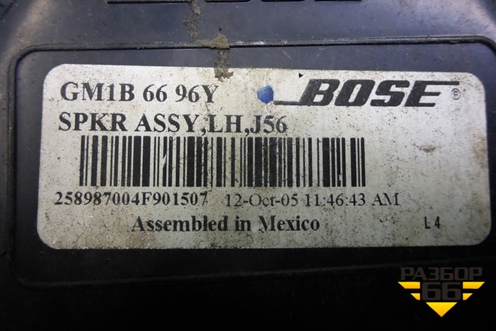 GM1B 66 96Y
BOSE ®
SPKR ASSY,LH,J56
258987004F901507 12-Oct-05 11:46:43 AM
Assembled in Mexico
L4
РАЗБОР
66